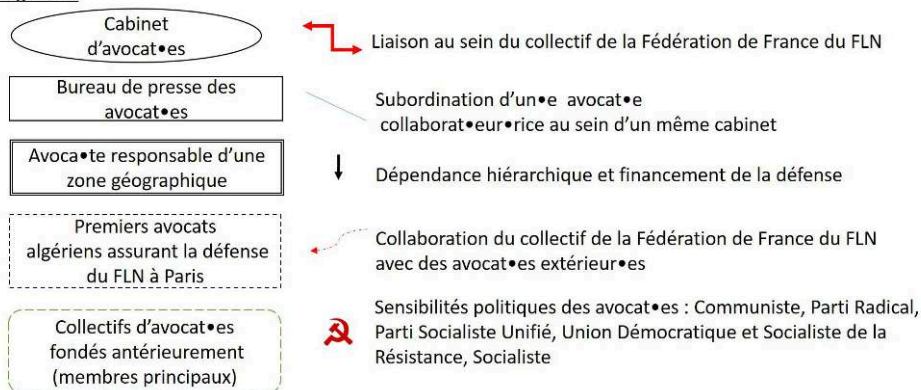 Cabinet
d'avocat•es
Bureau de presse des
avocat•es
Avoca•te responsable d'une
zone géographique
Premiers avocats
algériens assurant la défense
du FLN à Paris
Collectifs d'avocat•es
fondés antérieurement
(membres principaux)
Liaison au sein du collectif de la Fédération de France du FLN
Subordination d'un•e avocat•e
collaborat•eur•rice au sein d'un même cabinet
Dépendance hiérarchique et financement de la défense
Collaboration du collectif de la Fédération de France du FLN
avec des avocat•es extérieur•es
Sensibilités politiques des avocat•es : Communiste, Parti Radical,
Parti Socialiste Unifié, Union Démocratique et Socialiste de la
Résistance, Socialiste